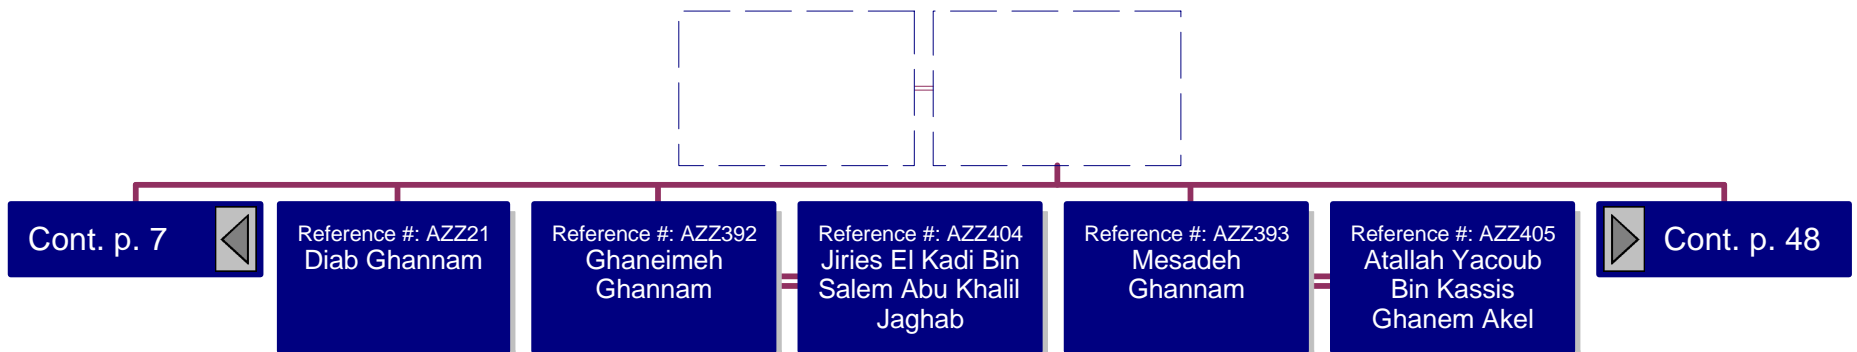 Cont. p. 7
Reference #: AZZ21
Diab Ghannam
Reference #: AZZ392
Ghaneimeh
Ghannam
Reference #: AZZ404
Jiries El Kadi Bin
Salem Abu Khalil
Jaghab
Reference #: AZZ393
Mesadeh
Ghannam
Reference #: AZZ405
Atallah Yacoub
Bin Kassis
Ghanem Akel
Cont. p. 48